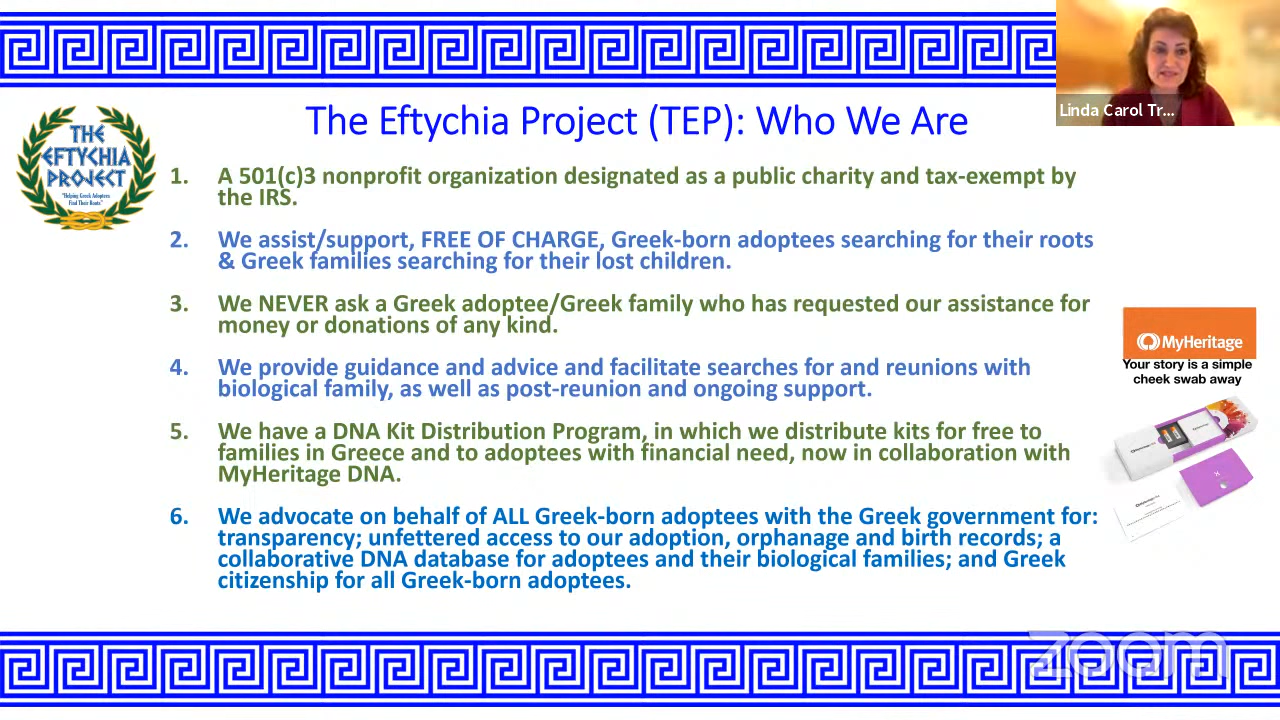 Linda Carol Tr...
The Eftychia Project (TEP): Who We Are
THE
EFTYCHIA
PROJECT
"Helping Greek Adoptees
Find Their Roots"
1. A 501(c)3 nonprofit organization designated as a public charity and tax-exempt by
the IRS.
2. We assist/support, FREE OF CHARGE, Greek-born adoptees searching for their roots
& Greek families searching for their lost children.
3. We NEVER ask a Greek adoptee/Greek family who has requested our assistance for
money or donations of any kind.
4. We provide guidance and advice and facilitate searches for and reunions with
biological family, as well as post-reunion and ongoing support.
5. We have a DNA Kit Distribution Program, in which we distribute kits for free to
families in Greece and to adoptees with financial need, now in collaboration with
MyHeritage DNA.
6. We advocate on behalf of ALL Greek-born adoptees with the Greek government for:
transparency; unfettered access to our adoption, orphanage and birth records; a
collaborative DNA database for adoptees and their biological families; and Greek
citizenship for all Greek-born adoptees.
MyHeritage
Your story is a simple
cheek swab away
zoom